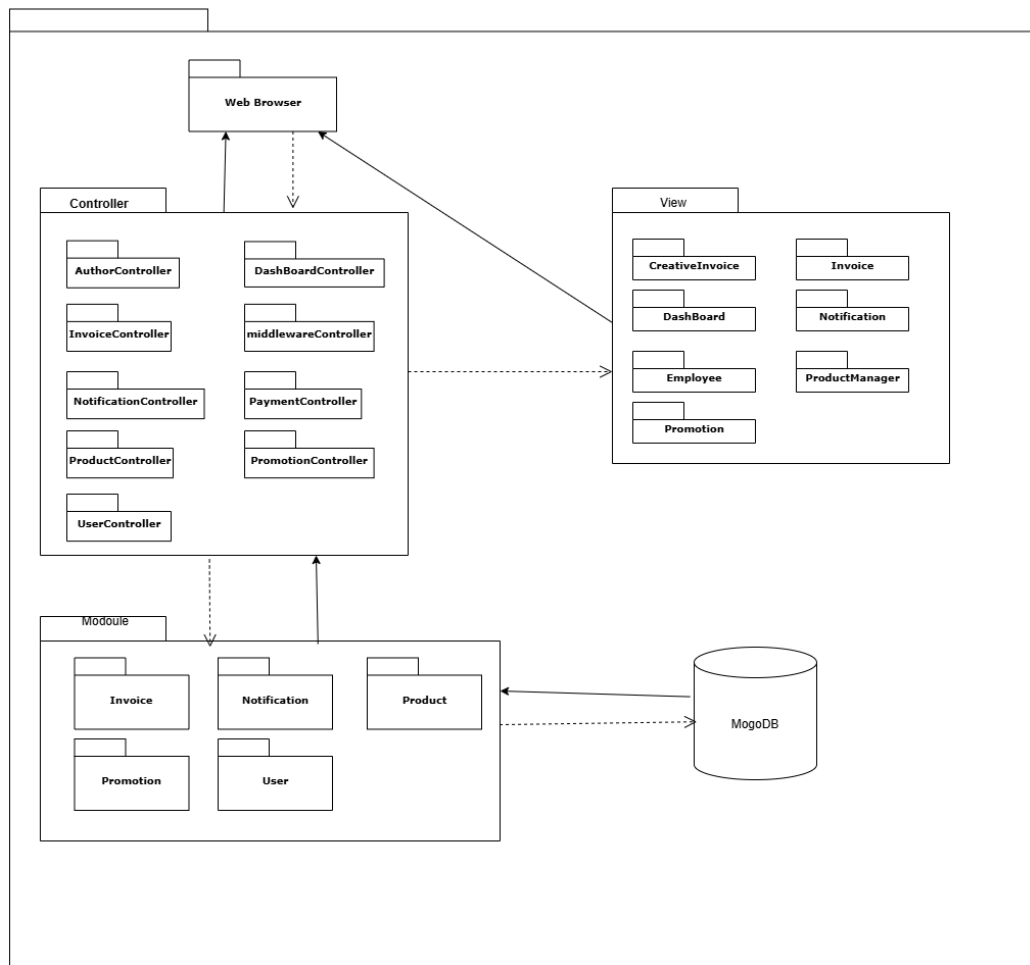 Web Browser
Controller
AuthorController
DashBoardController
InvoiceController
middlewareController
NotificationController
PaymentController
ProductController
PromotionController
UserController
View
CreativeInvoice
Invoice
DashBoard
Notification
Employee
ProductManager
Promotion
Modoule
Invoice
Notification
Product
Promotion
User
MogoDB